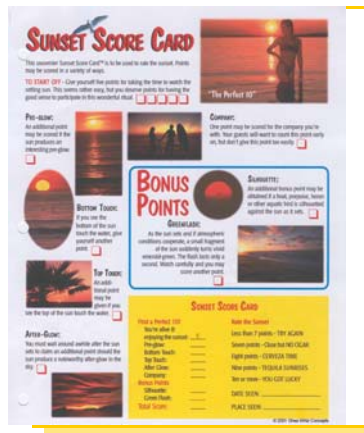 SUNSET SCORE CARD
This souvenier Sunset Score Card™ is to be used to rate the sunset. Points
may be scored in a variety of ways.
TO START OFF - Give yourself five points for taking the time to watch the
setting sun. This seems rather easy, but you deserve points for having the
good sense to participate in this wonderful ritual.
"The Perfect 10"
PRE-GLOW:
An additional point
may be scored if the
sun produces an
interesting pre-glow.
COMPANY:
One point may be scored for the company you're
with. Your guests will want to count this point early
on, but don't give this point too easily.
BOTTOM TOUCH:
If you see the
bottom of the sun
touch the water, give
yourself another
point.
BONUS
POINTS
SILHOUETTE:
An additional bonus point may be
obtained if a boat, porpoise, heron
or other aquatic bird is silhouetted
against the sun as it sets.
GREENFLASH:
As the sun sets and if atmospheric
conditions cooperate, a small fragment
of the sun suddenly turns vivid
emerald-green. The flash lasts only a
second. Watch carefully and you may
score another point.
TOP TOUCH:
An addi-
tional point
may be
given if you
see the top of the sun touch the water.
AFTER-GLOW:
You must wait around awhile after the sun
sets to claim an additional point should the
sun produce a noteworthy after-glow in the
sky.
SUNSET SCORE CARD
Find a Perfect 10!
You're alive &
enjoying the sunset: 5
Pre-glow:
Bottom Touch:
Top Touch:
After Glow:
Company:
Bonus Points
Silhouette:
Green Flash:
Total Score:
Rate the Sunset
Less than 7 points - TRY AGAIN
Seven points - Close but NO CIGAR
Eight points - CERVEZA TIME
Nine points - TEQUILA SUNRISES
Ten or more - YOU GOT LUCKY
DATE SEEN
PLACE SEEN
© 2001
Concepts